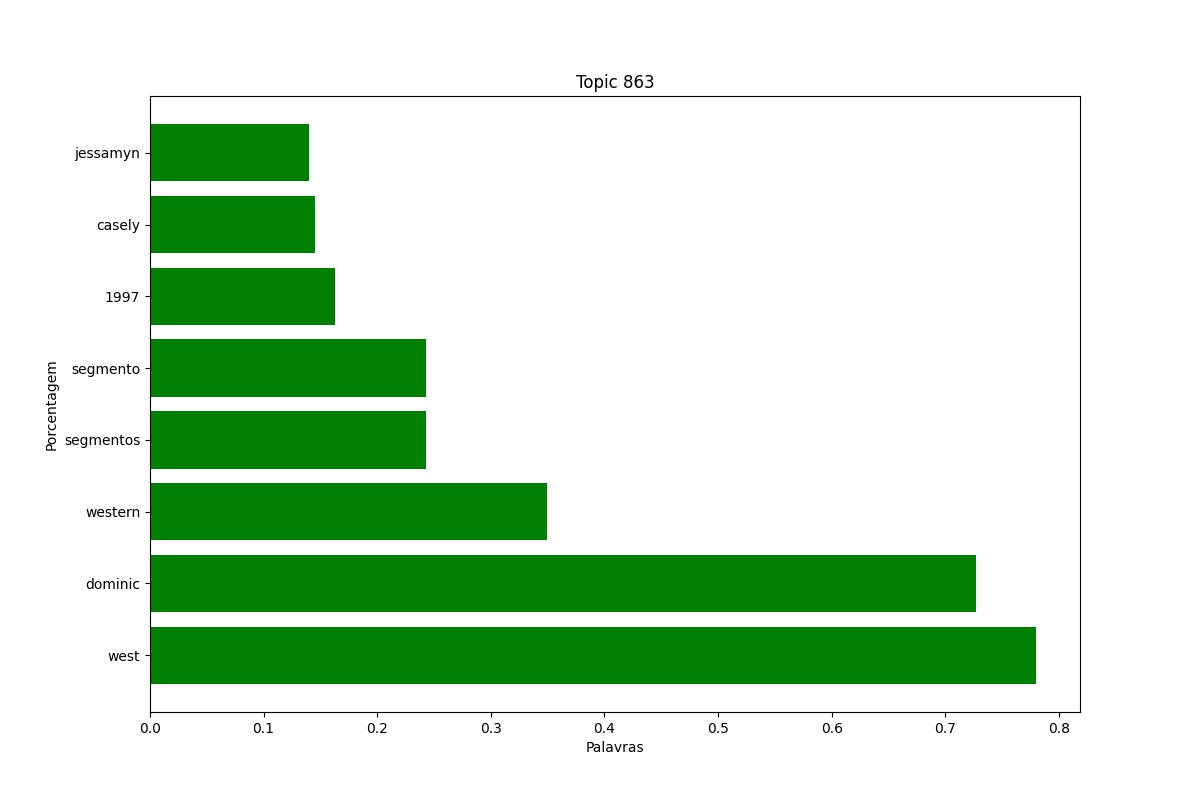 Topic 863
jessamyn
casely
1997
segmento
segmentos
western
dominic
west
Porcentagem
0.0 0.1 0.2 0.3 0.4 0.5 0.6 0.7 0.8
Palavras